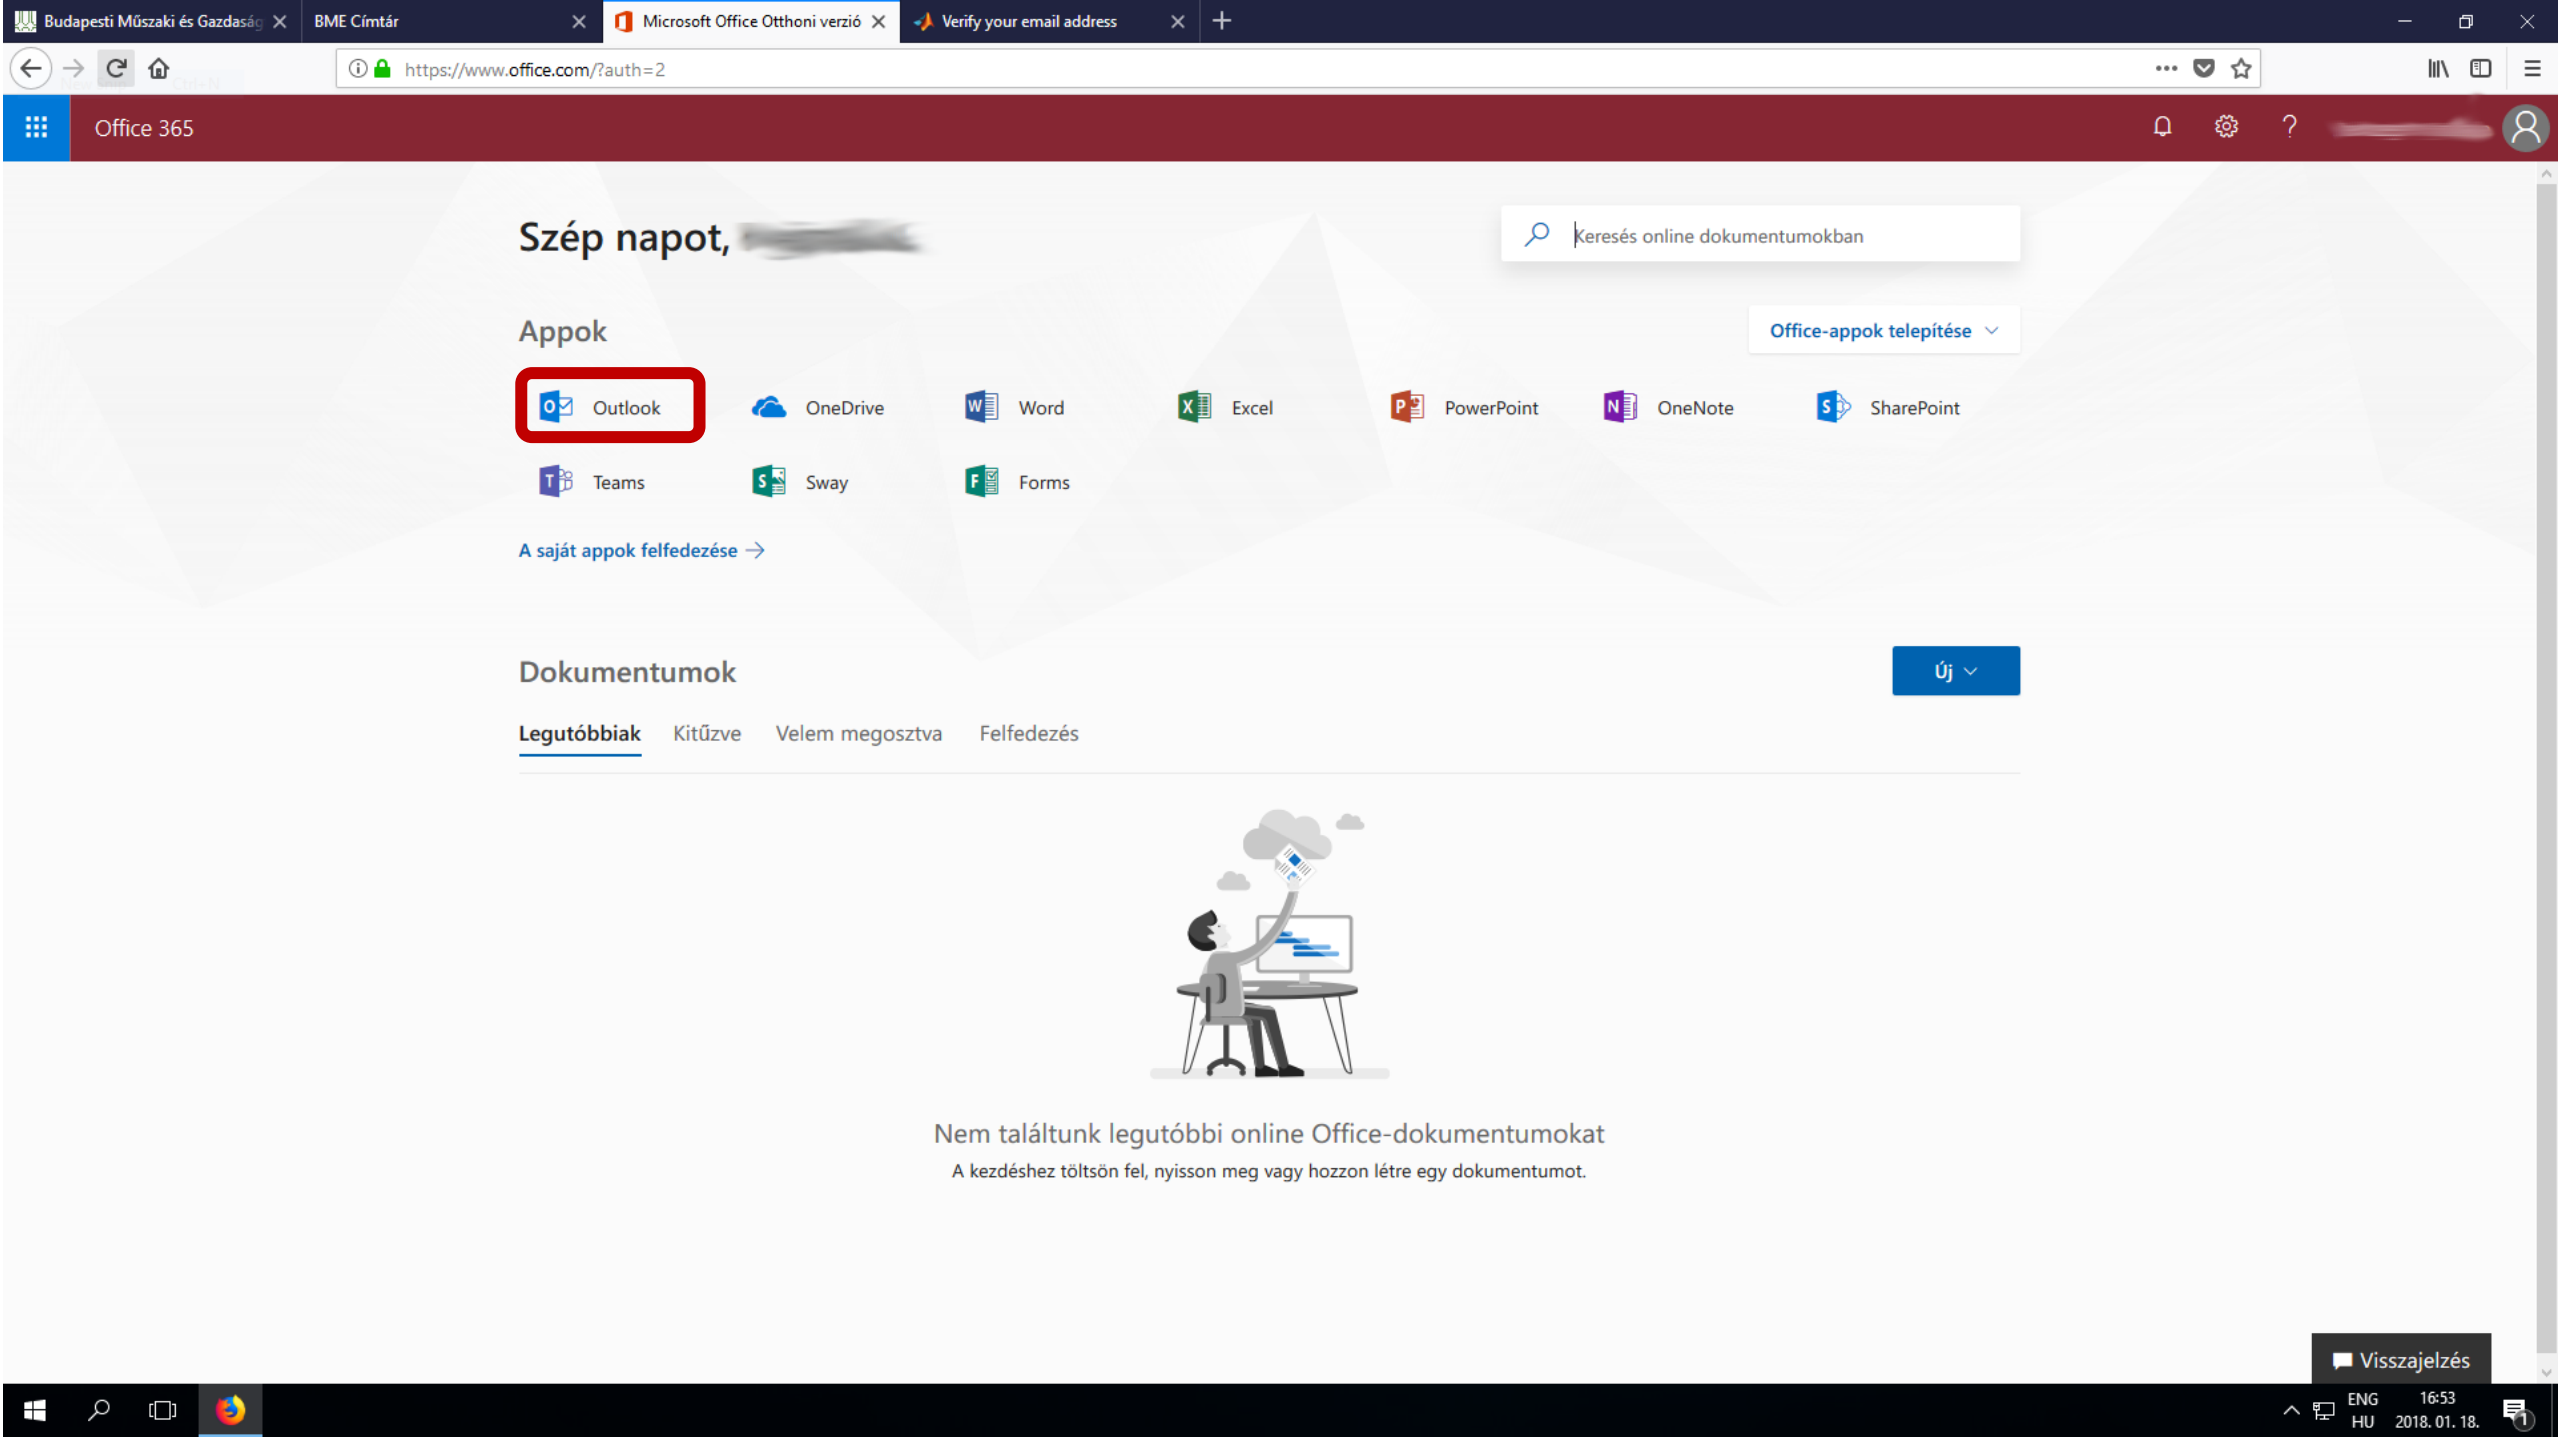 Budapesti Műszaki és Gazdaság
BME Címtár
Microsoft Office Otthoni verzió
Verify your email address
https://www.office.com/?auth=2
Office 365
Szép napot,
Keresés online dokumentumokban
Appok
Office-appok telepítése
Outlook
OneDrive
Word
Excel
PowerPoint
OneNote
SharePoint
Teams
Sway
Forms
A saját appok felfedezése
Dokumentumok
Új
Legutóbbiak
Kitűzve
Velem megosztva
Felfedezés
Nem találtunk legutóbbi online Office-dokumentumokat
A kezdéshez töltsön fel, nyisson meg vagy hozzon létre egy dokumentumot.
Visszajelzés
ENG
HU
16:53
2018. 01. 18.
1